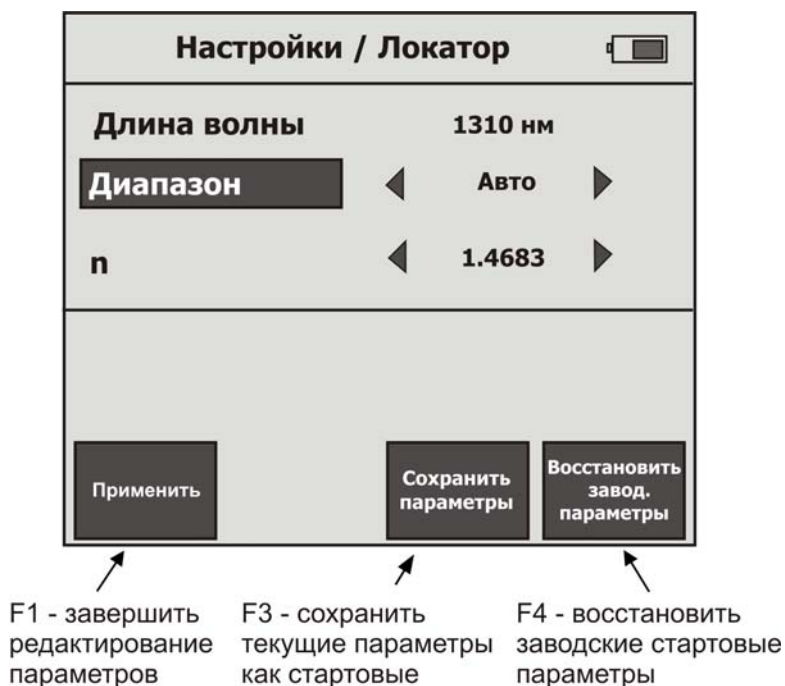 Настройки / Локатор
Длина волны 1310 нм
Диапазон Авто
n 1.4683
Применить
Сохранить
параметры
Восстановить
завод.
параметры
F1 - завершить
редактирование
параметров
F3 - сохранить
текущие параметры
как стартовые
F4 - восстановить
заводские стартовые
параметры